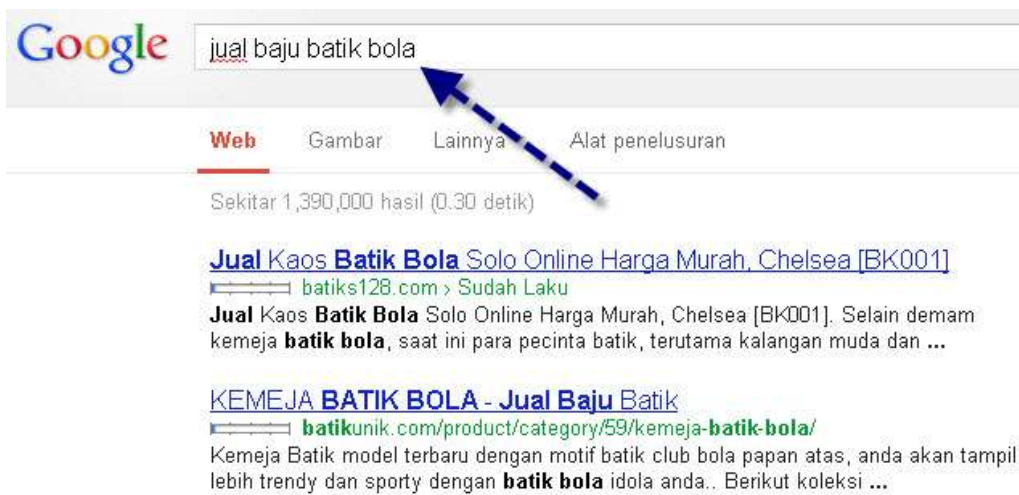 Google jual baju batik bola
Web Gambar Lainnya Alat penelusuran
Sekitar 1,390,000 hasil (0.30 detik)
Jual Kaos Batik Bola Solo Online Harga Murah, Chelsea [BK001]
batiks128.com › Sudah Laku
Jual Kaos Batik Bola Solo Online Harga Murah, Chelsea [BK001]. Selain demam
kemeja batik bola, saat ini para pecinta batik, terutama kalangan muda dan ...
KEMEJA BATIK BOLA - Jual Baju Batik
batikunik.com/product/category/59/kemeja-batik-bola/
Kemeja Batik model terbaru dengan motif batik club bola papan atas, anda akan tampil
lebih trendy dan sporty dengan batik bola idola anda.. Berikut koleksi ...